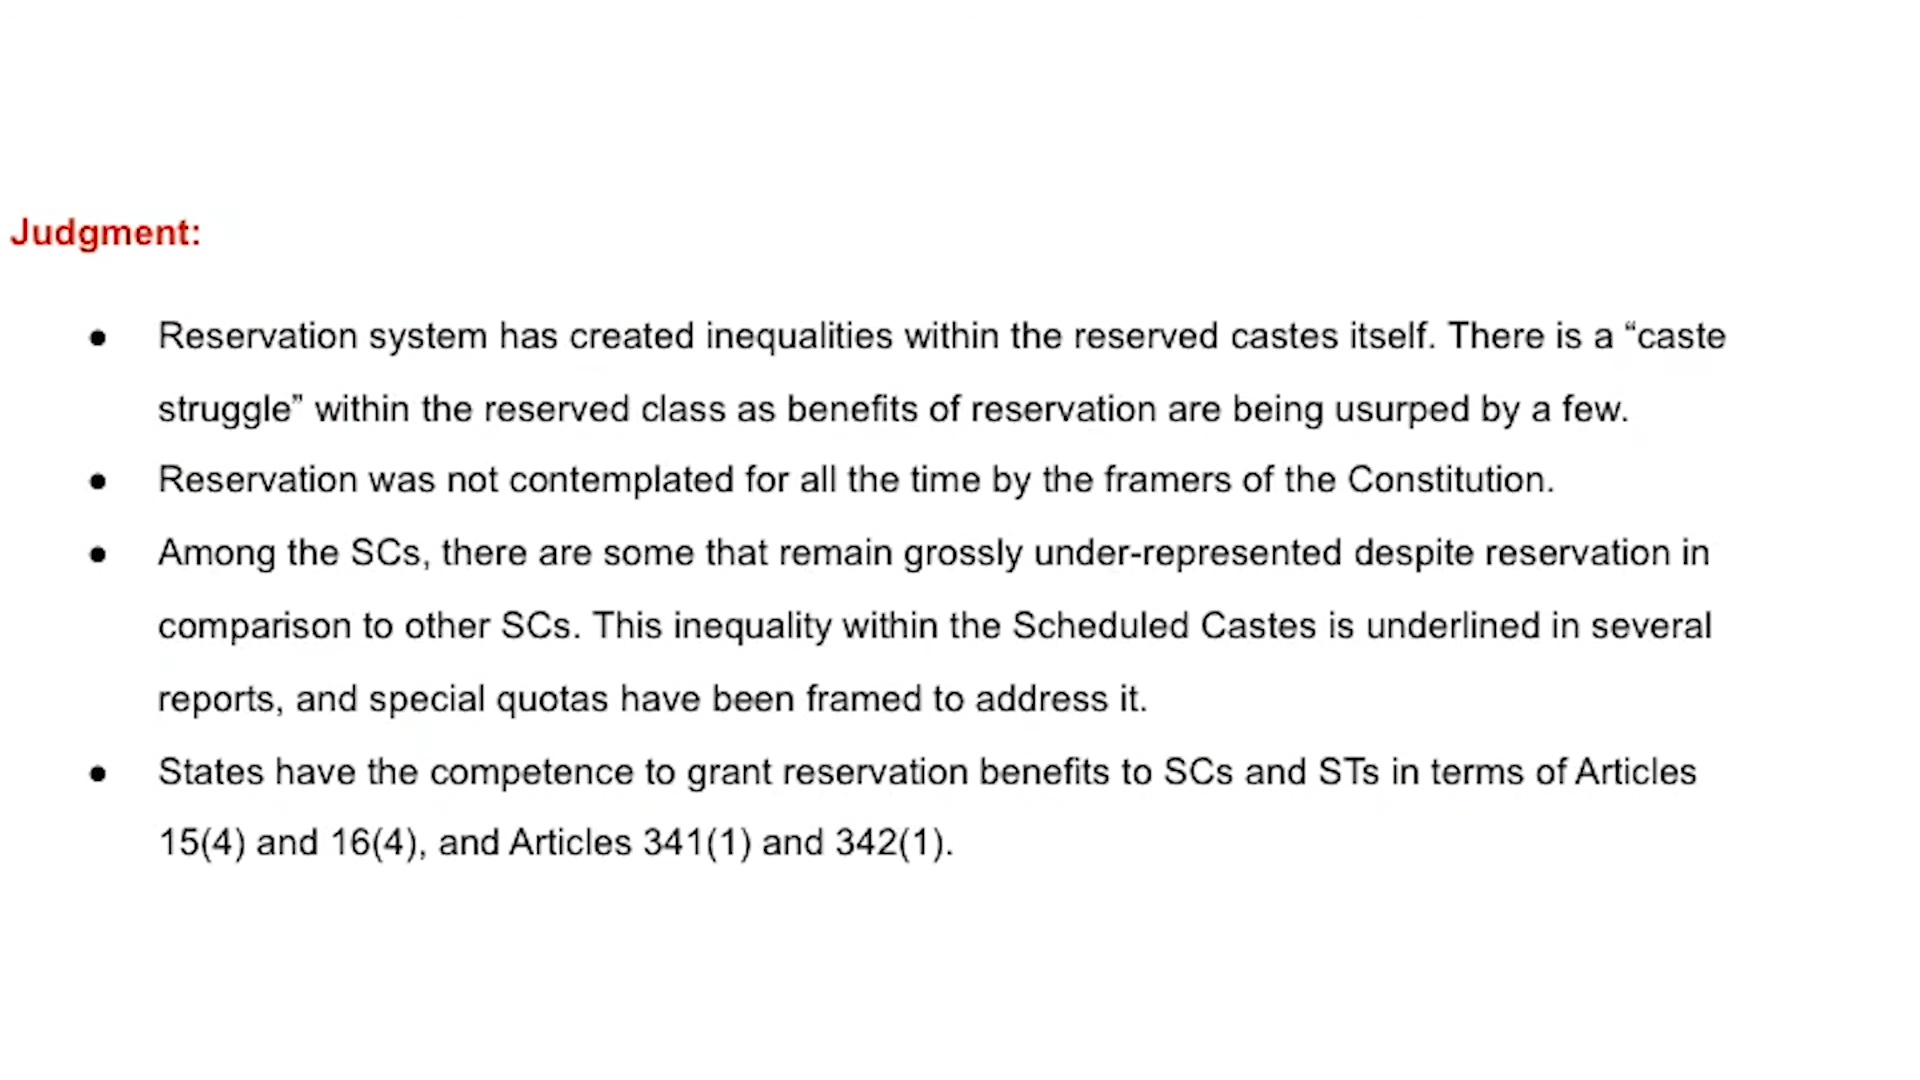 Judgment:
● Reservation system has created inequalities within the reserved castes itself. There is a “caste
struggle” within the reserved class as benefits of reservation are being usurped by a few.
● Reservation was not contemplated for all the time by the framers of the Constitution.
● Among the SCs, there are some that remain grossly under-represented despite reservation in
comparison to other SCs. This inequality within the Scheduled Castes is underlined in several
reports, and special quotas have been framed to address it.
● States have the competence to grant reservation benefits to SCs and STs in terms of Articles
15(4) and 16(4), and Articles 341(1) and 342(1).